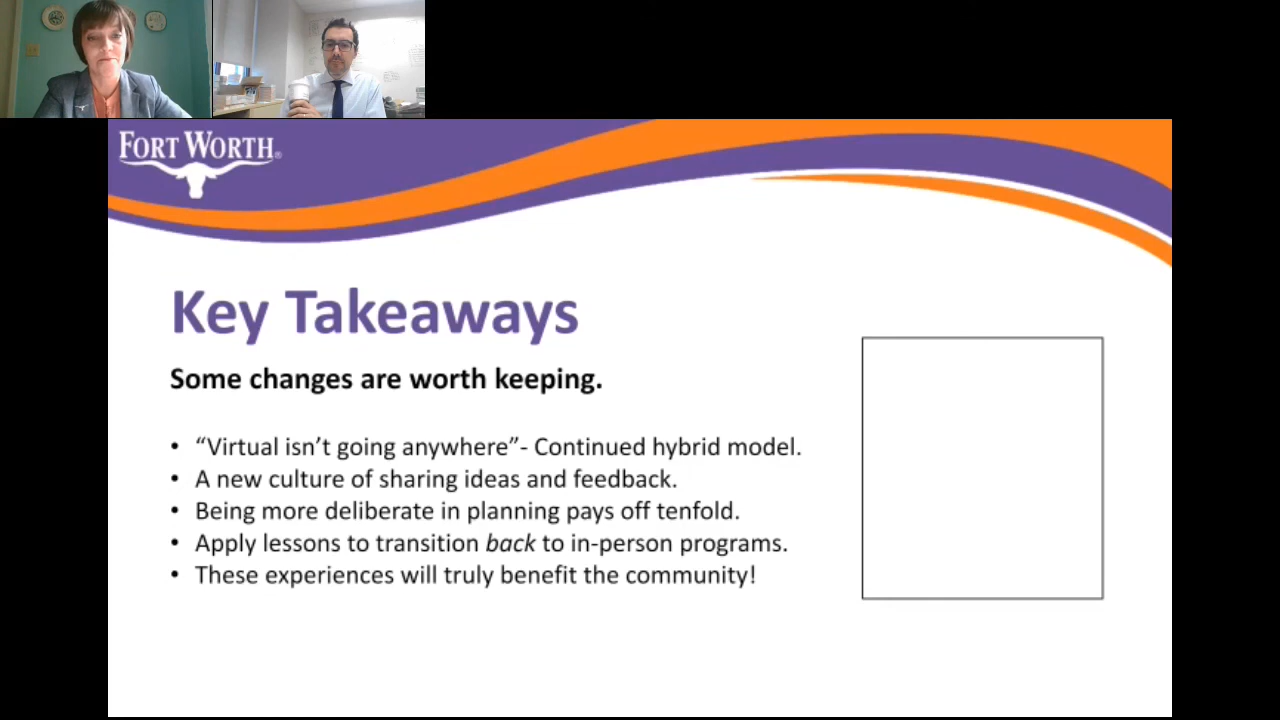 FORT WORTH®
Key Takeaways
Some changes are worth keeping.
• “Virtual isn’t going anywhere”- Continued hybrid model.
• A new culture of sharing ideas and feedback.
• Being more deliberate in planning pays off tenfold.
• Apply lessons to transition back to in-person programs.
• These experiences will truly benefit the community!